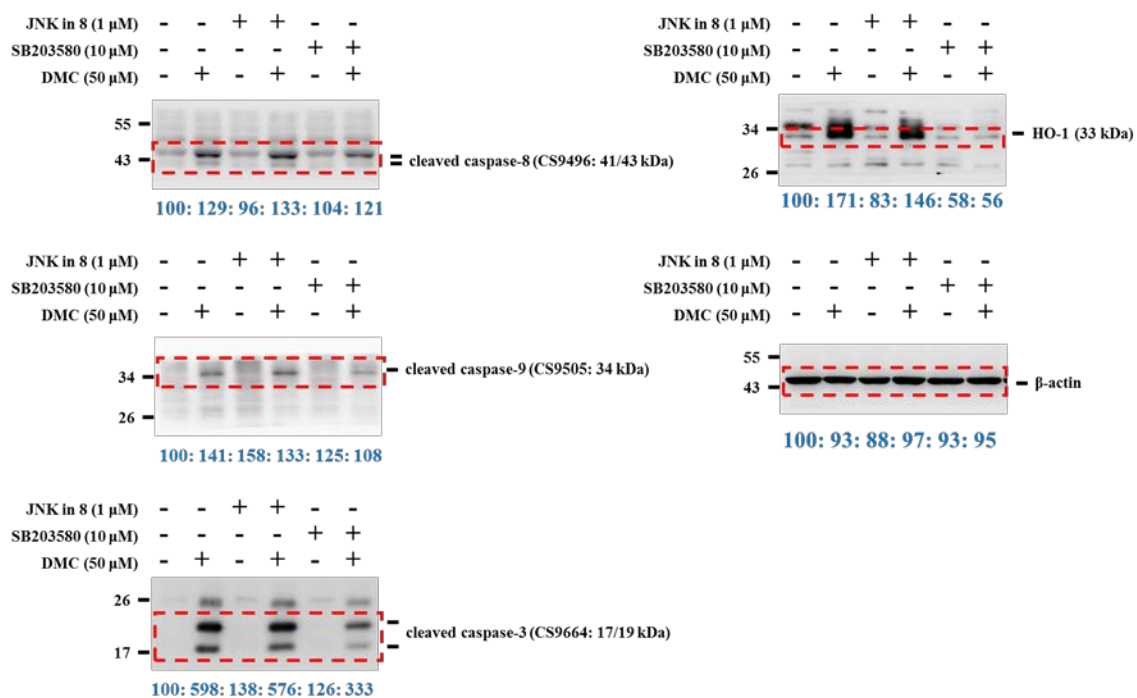 JNK in 8 (1 μM) - - + + - -
SB203580 (10 μM) - - - - + +
DMC (50 μM) - + - + - +
55
43
cleaved caspase-8 (CS9496: 41/43 kDa)
100: 129: 96: 133: 104: 121
JNK in 8 (1 μM) - - + + - -
SB203580 (10 μM) - - - - + +
DMC (50 μM) - + - + - +
34
26
HO-1 (33 kDa)
100: 171: 83: 146: 58: 56
JNK in 8 (1 μM) - - + + - -
SB203580 (10 μM) - - - - + +
DMC (50 μM) - + - + - +
34
26
cleaved caspase-9 (CS9505: 34 kDa)
100: 141: 158: 133: 125: 108
JNK in 8 (1 μM) - - + + - -
SB203580 (10 μM) - - - - + +
DMC (50 μM) - + - + - +
55
43
β-actin
100: 93: 88: 97: 93: 95
JNK in 8 (1 μM) - - + + - -
SB203580 (10 μM) - - - - + +
DMC (50 μM) - + - + - +
26
17
cleaved caspase-3 (CS9664: 17/19 kDa)
100: 598: 138: 576: 126: 333